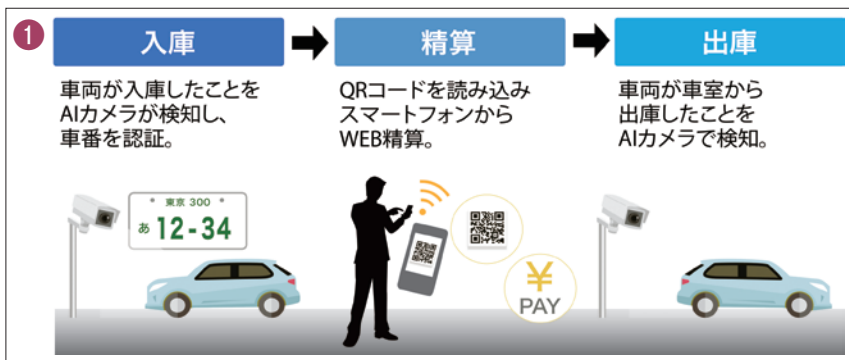 1
入庫
精算
出庫
車両が入庫したことを
AIカメラが検知し、
車番を認証。
QRコードを読み込み
スマートフォンから
WEB精算。
車両が車室から
出庫したことを
AIカメラで検知。
東京 300
あ 12-34
¥
PAY